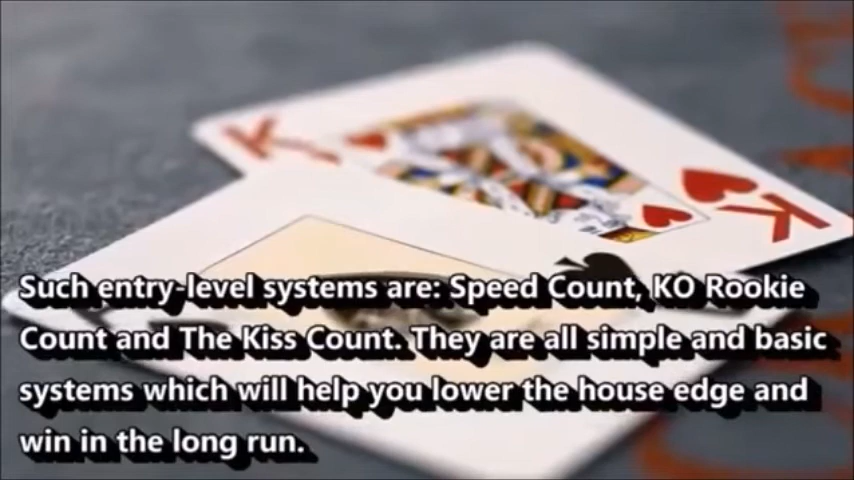 K
K
Such entry-level systems are: Speed Count, KO Rookie
Count and The Kiss Count. They are all simple and basic
systems which will help you lower the house edge and
win in the long run.